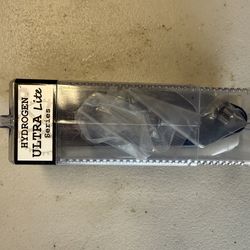 HYDROGEN
ULTRA Lite
Series